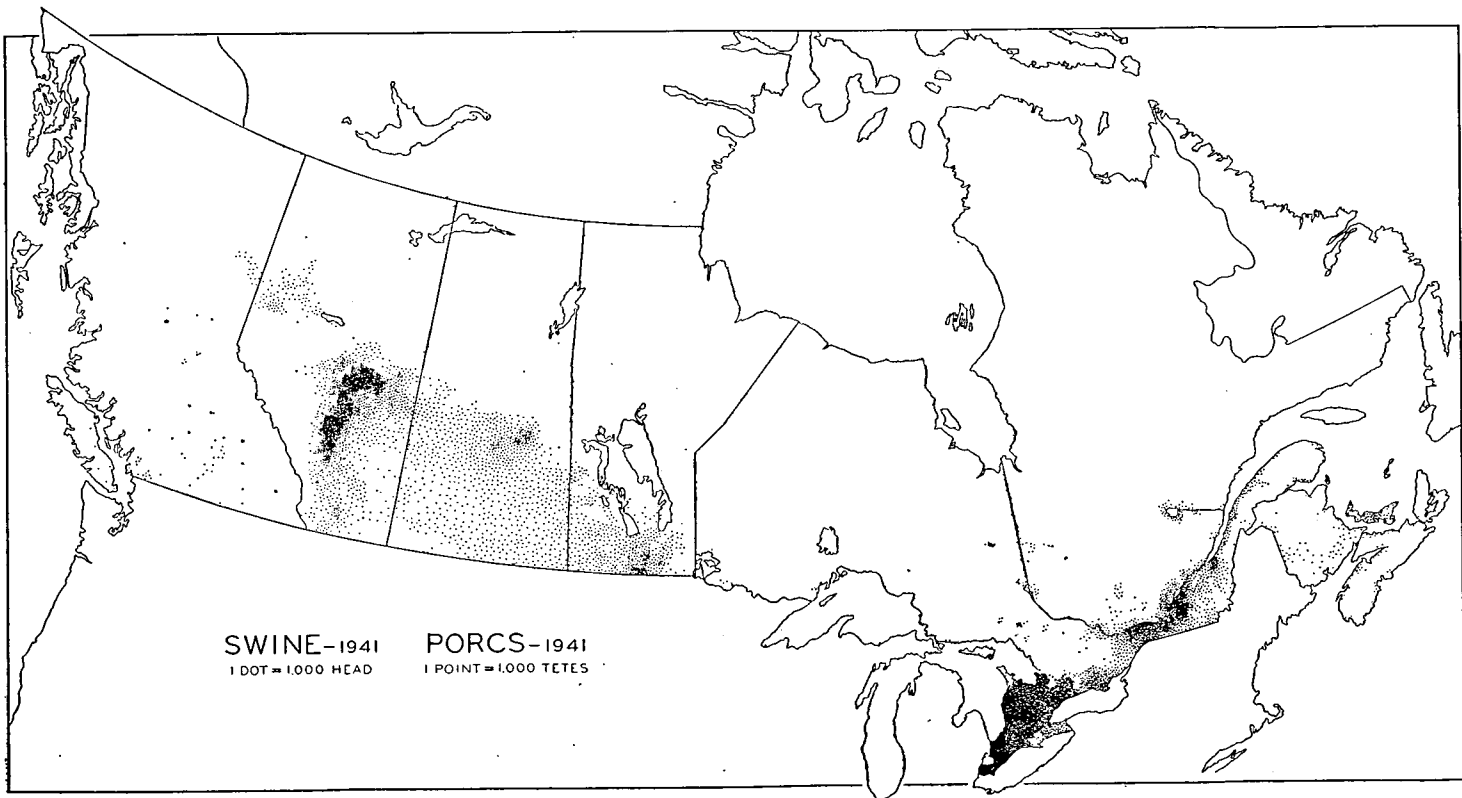 SWINE-1941 PORCS-1941
1 DOT = 1,000 HEAD 1 POINT = 1,000 TETES